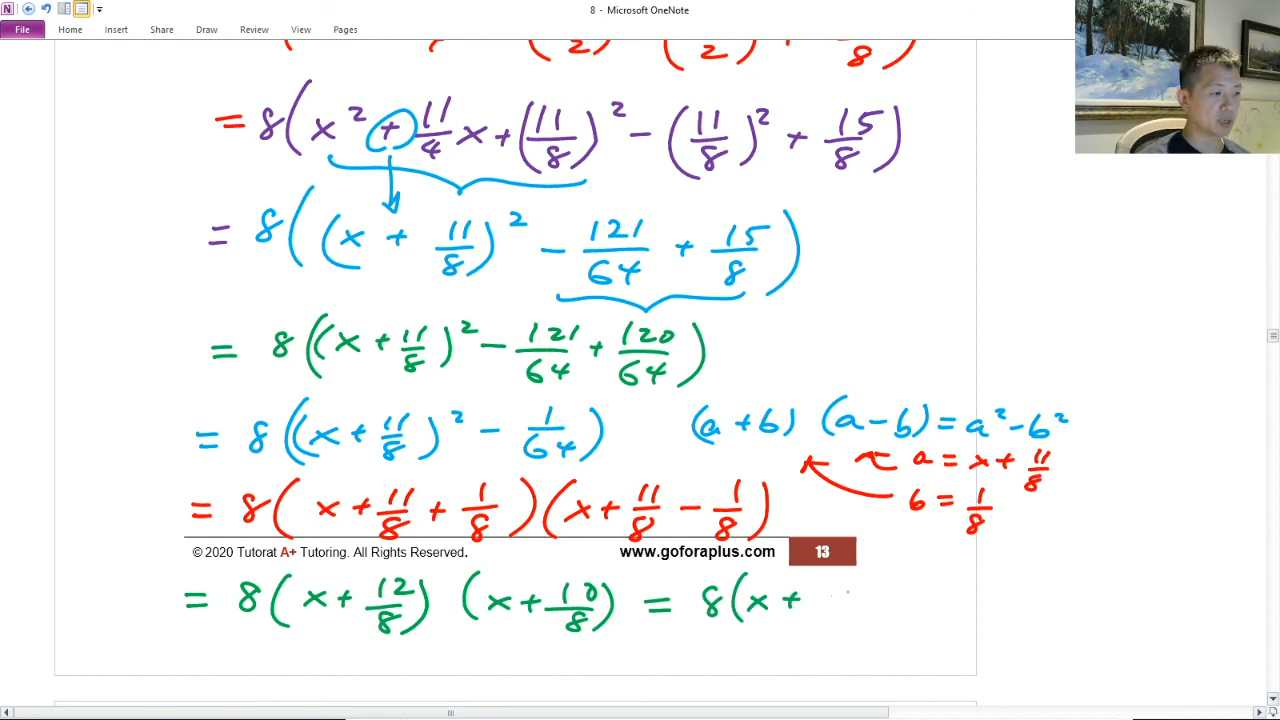 8 - Microsoft OneNote
File Home Insert Share Draw Review View Pages
2) 2) 8
= 8(x² + 11/4 x + (11/8)² - (11/8)² + 15/8)
= 8((x + 11/8)² - 121/64 + 15/8)
= 8((x + 11/8)² - 121/64 + 120/64)
= 8((x + 11/8)² - 1/64) (a + b) (a - b) = a² - b²
a = x + 11/8
b = 1/8
= 8(x + 11/8 + 1/8)(x + 11/8 - 1/8)
© 2020 Tutorat A+ Tutoring. All Rights Reserved. www.goforaplus.com 13
= 8(x + 12/8) (x + 10/8) = 8(x +